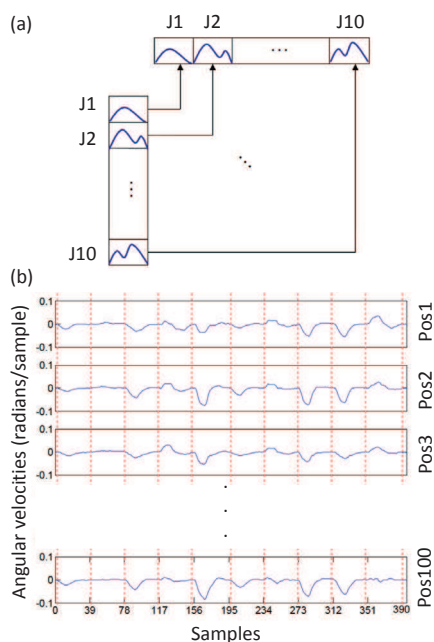 (a)
J1 J2 J10
J1
J2
J10
(b)
Angular velocities (radians/sample)
0.1
0
-0.1
Pos1
0.1
0
-0.1
Pos2
0.1
0
-0.1
Pos3
0.1
0
-0.1
Pos100
0 39 78 117 156 195 234 273 312 351 390
Samples